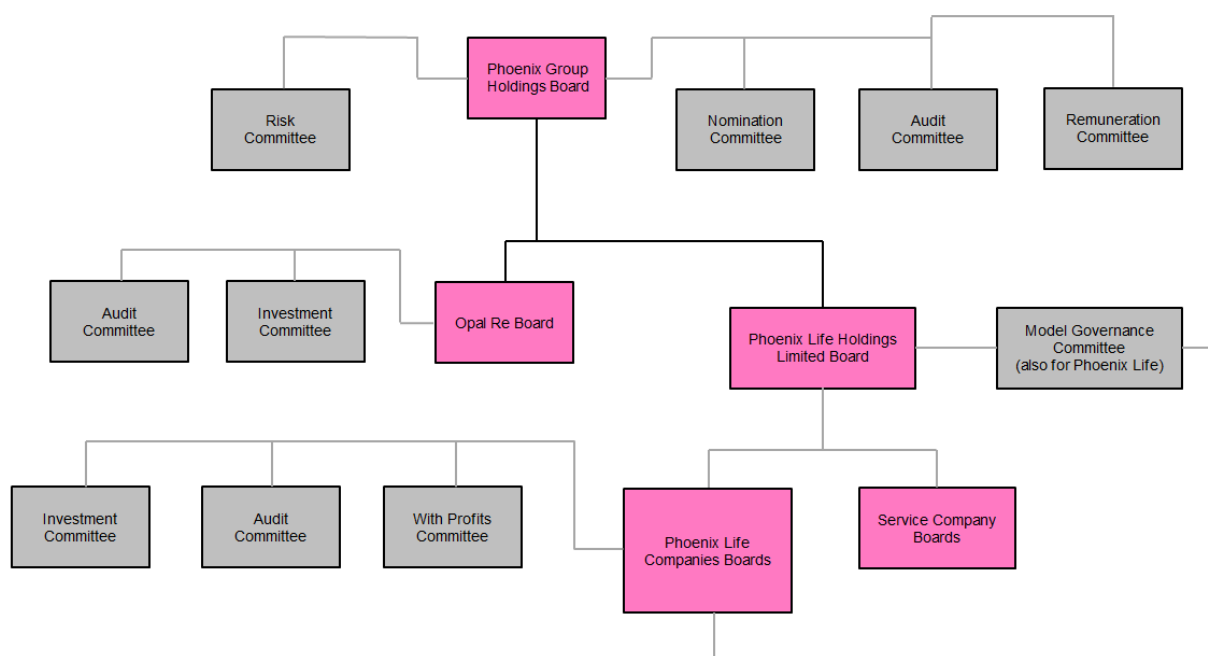 Phoenix Group
Holdings Board
Risk
Committee
Nomination
Committee
Audit
Committee
Remuneration
Committee
Audit
Committee
Investment
Committee
Opal Re Board
Phoenix Life Holdings
Limited Board
Model Governance
Committee
(also for Phoenix Life)
Investment
Committee
Audit
Committee
With Profits
Committee
Phoenix Life
Companies Boards
Service Company
Boards